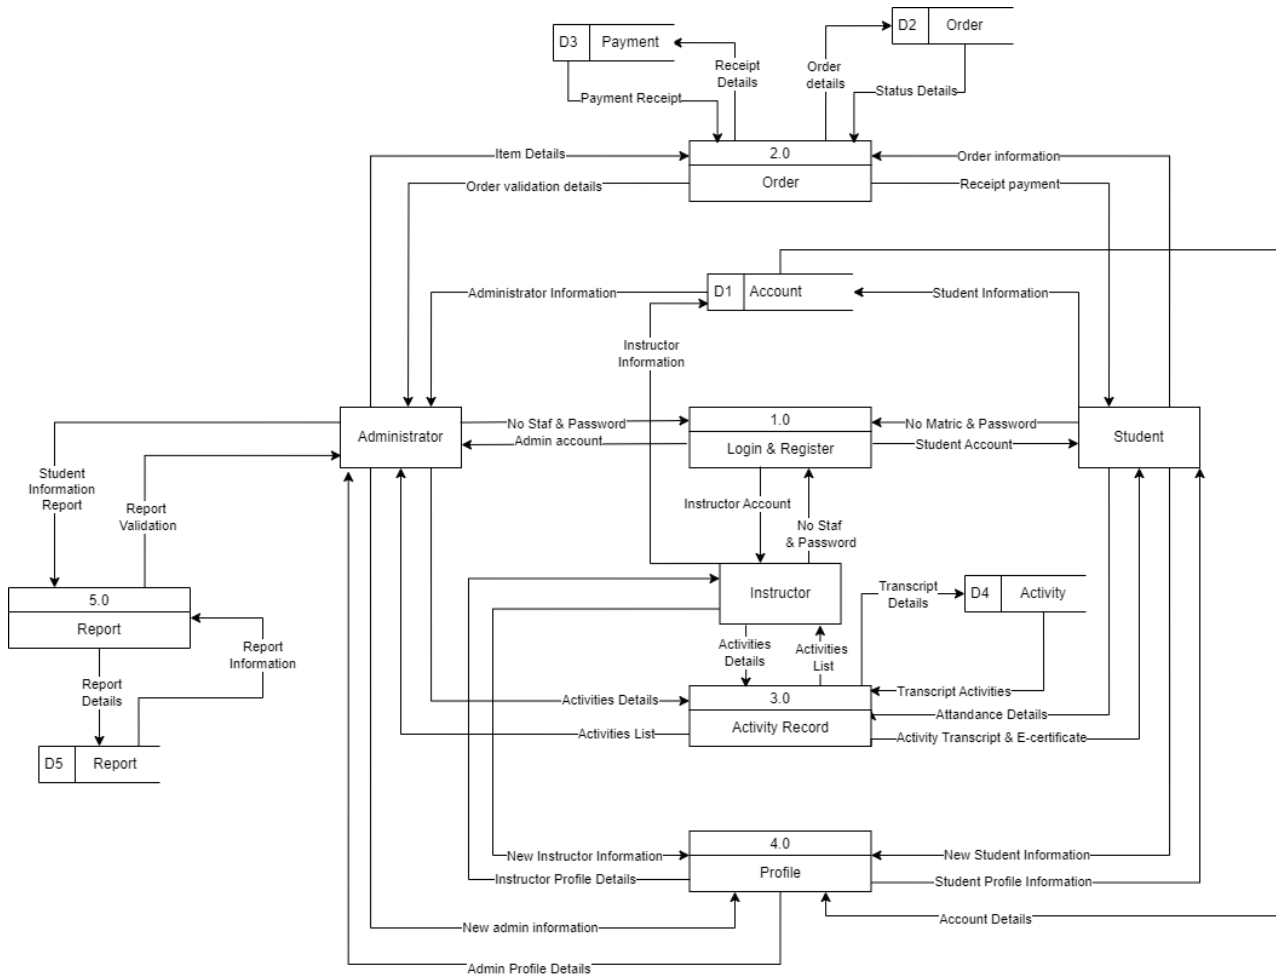 D2 Order
D3 Payment
Receipt
Details
Order
details
Status Details
Payment Receipt
2.0
Item Details
Order information
Order
Order validation details
Receipt payment
D1 Account
Administrator Information
Student Information
Instructor
Information
1.0
No Staf & Password
No Matric & Password
Administrator
Student
Admin account
Login & Register
Student Account
Student
Information
Report
Report
Validation
Instructor Account
No Staf
& Password
5.0
Report
Instructor
Transcript
Details
D4 Activity
Report
Information
Activities
Details
Activities
List
Report
Details
Transcript Activities
3.0
Activities Details
Attandance Details
Activity Record
Activities List
Activity Transcript & E-certificate
D5 Report
4.0
New Instructor Information
New Student Information
Profile
Instructor Profile Details
Student Profile Information
New admin information
Account Details
Admin Profile Details